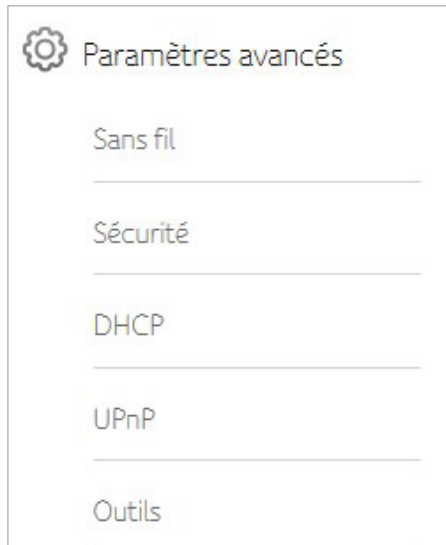 Paramètres avancés
Sans fil
Sécurité
DHCP
UPnP
Outils